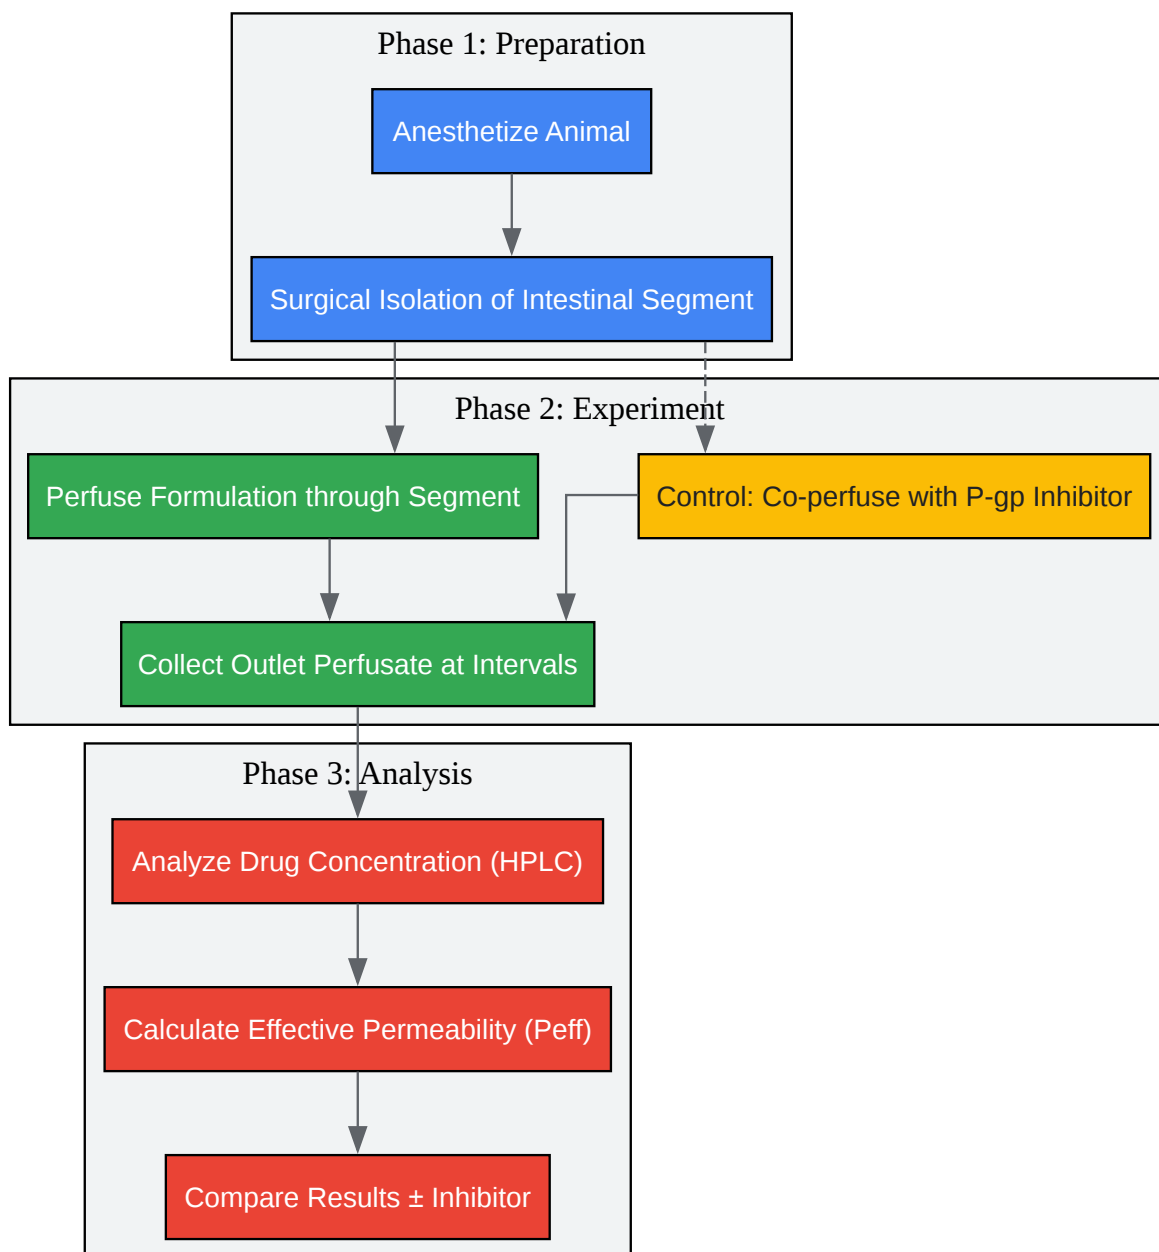 Phase 1: Preparation
Anesthetize Animal
Surgical Isolation of Intestinal Segment
Phase 2: Experiment
Perfuse Formulation through Segment
Control: Co-perfuse with P-gp Inhibitor
Collect Outlet Perfusate at Intervals
Phase 3: Analysis
Analyze Drug Concentration (HPLC)
Calculate Effective Permeability (Peff)
Compare Results ± Inhibitor